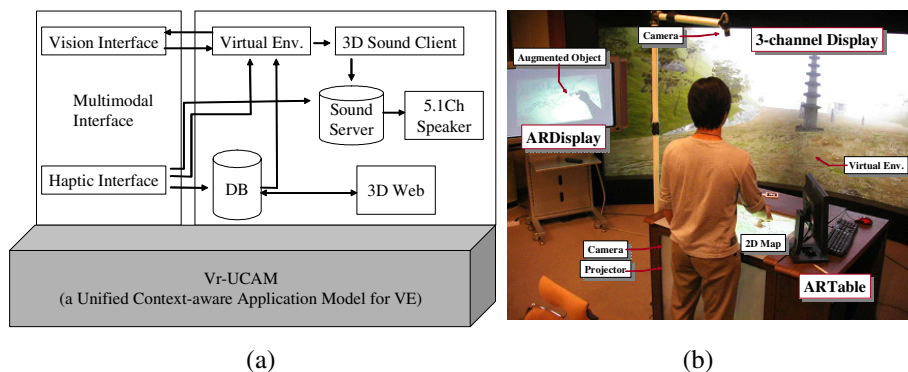 Vision Interface
Virtual Env.
3D Sound Client
Multimodal
Interface
Sound
Server
5.1Ch
Speaker
Haptic Interface
DB
3D Web
Vr-UCAM
(a Unified Context-aware Application Model for VE)
(a)
Camera
3-channel Display
Augmented Object
ARDisplay
Virtual Env.
Camera
2D Map
Projector
ARTable
(b)